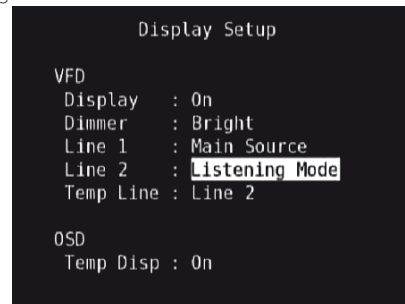 Display Setup
VFD
Display : On
Dimmer : Bright
Line 1 : Main Source
Line 2 : Listening Mode
Temp Line : Line 2
OSD
Temp Disp : On